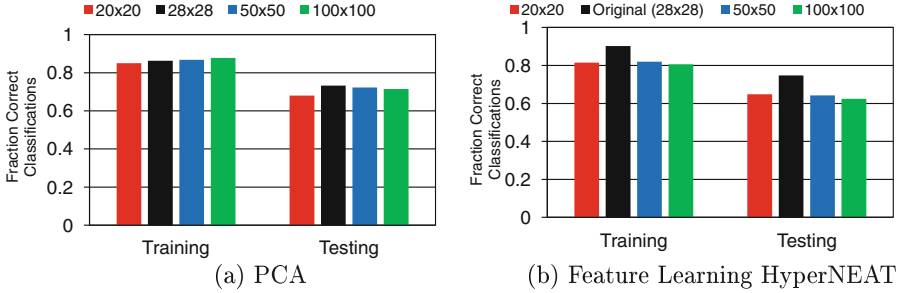 20x20 28x28 50x50 100x100
1
0.8
0.6
0.4
0.2
0
Fraction Correct
Classifications
Training Testing
(a) PCA
20x20 Original (28x28) 50x50 100x100
1
0.8
0.6
0.4
0.2
0
Fraction Correct
Classifications
Training Testing
(b) Feature Learning HyperNEAT